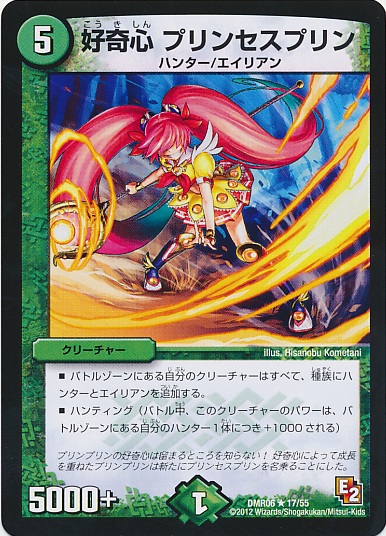 5
こうきしん
好奇心 プリンセスプリン
ハンター/エイリアン
illus. Hisanobu Kometani
クリーチャー
■ バトルゾーンにある自分のクリーチャーはすべて、種族にハ
ンターとエイリアンを追加する。
■ ハンティング（バトル中、このクリーチャーのパワーは、バ
トルゾーンにある自分のハンター1体につき+1000される）
プリンプリンの好奇心は留まるところを知らない！ 好奇心によって成長
を重ねたプリンプリンは新たにプリンセスプリンを名乗ることにした。
5000+
1
E2
DMR06 ★ 17/55
©2012 Wizards/Shogakukan/Mitsui-Kids